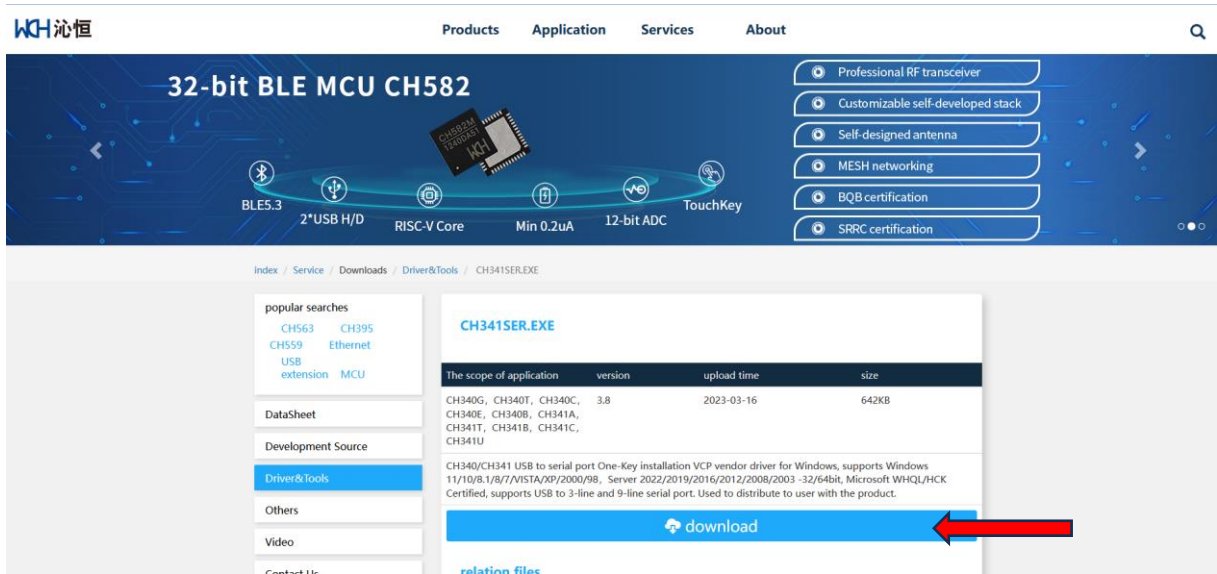 WCH 沁恒
Products Application Services About
32-bit BLE MCU CH582
CH582M
WCH
BLE5.3
2*USB H/D
RISC-V Core
Min 0.2uA
12-bit ADC
TouchKey
Professional RF transceiver
Customizable self-developed stack
Self-designed antenna
MESH networking
BQB certification
SRRC certification
Index / Service / Downloads / Driver&Tools / CH341SER.EXE
popular searches
CH563 CH395
CH559 Ethernet
USB
extension MCU
DataSheet
Development Source
Driver&Tools
Others
Video
Contact Us
CH341SER.EXE
The scope of application version upload time size
CH340G, CH340T, CH340C, 3.8 2023-03-16 642KB
CH340E, CH340B, CH341A,
CH341T, CH341B, CH341C,
CH341U
CH340/CH341 USB to serial port One-Key installation VCP vendor driver for Windows, supports Windows
11/10/8.1/8/7/VISTA/XP/2000/98, Server 2022/2019/2016/2012/2008/2003 -32/64bit, Microsoft WHQL/HCK
Certified, supports USB to 3-line and 9-line serial port. Used to distribute to user with the product.
download
relation files